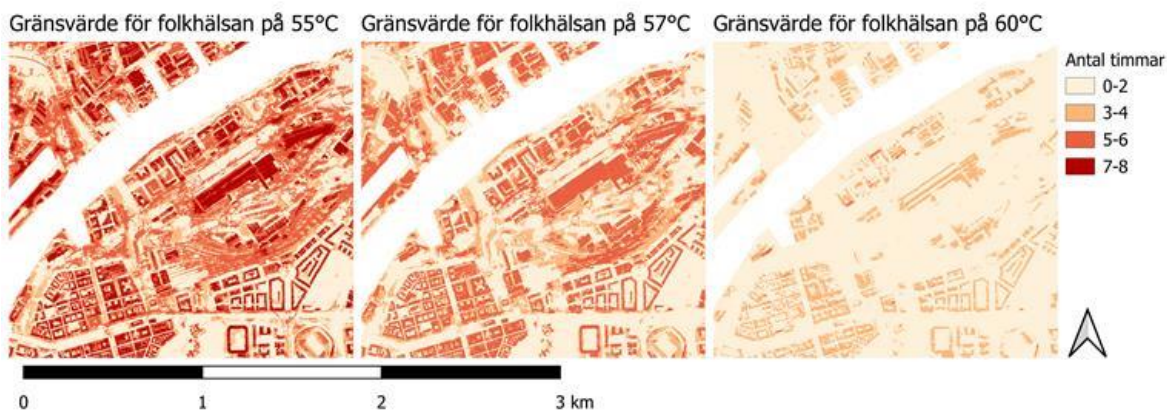 Gränsvärde för folkhälsan på 55°C
Gränsvärde för folkhälsan på 57°C
Gränsvärde för folkhälsan på 60°C
Antal timmar
0-2
3-4
5-6
7-8
0 1 2 3 km